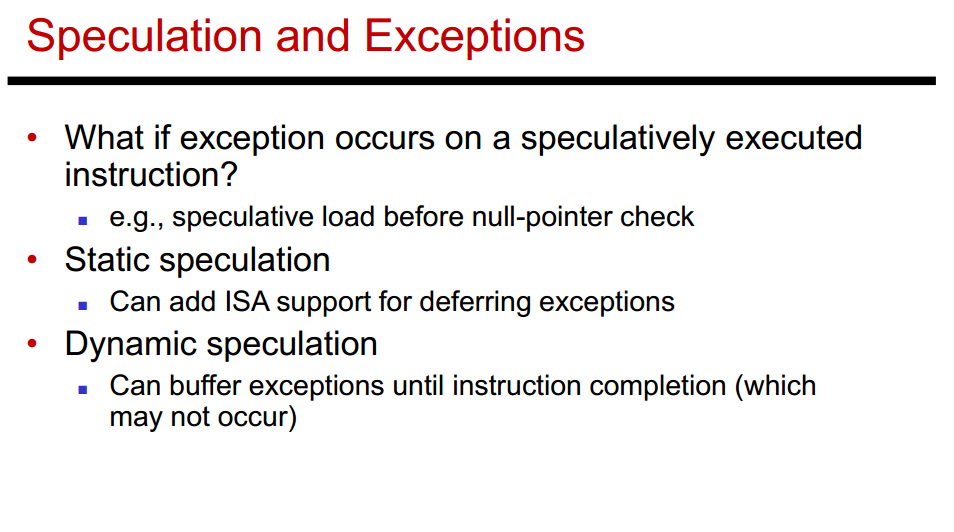 Speculation and Exceptions
• What if exception occurs on a speculatively executed
instruction?
▪ e.g., speculative load before null-pointer check
• Static speculation
▪ Can add ISA support for deferring exceptions
• Dynamic speculation
▪ Can buffer exceptions until instruction completion (which
may not occur)